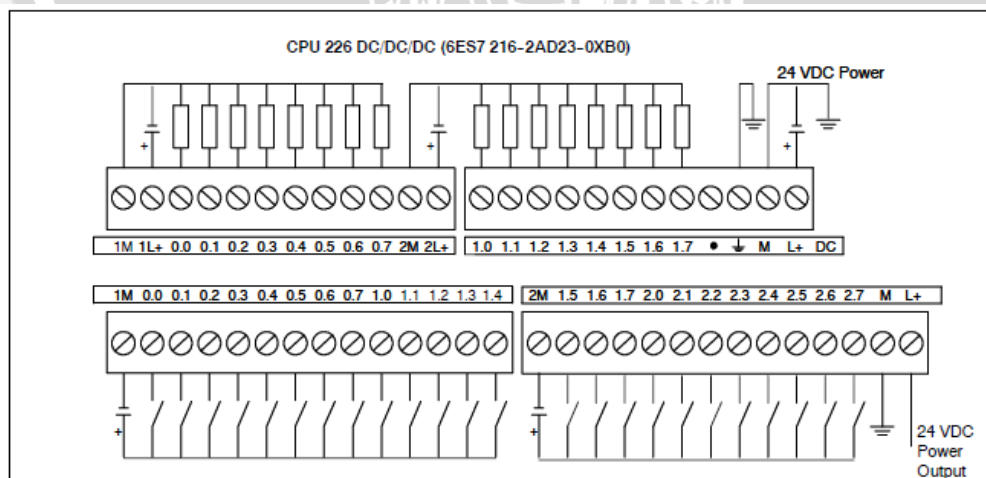 CPU 226 DC/DC/DC (6ES7 216-2AD23-0XB0)
24 VDC Power
+ + +
1M 1L+ 0.0 0.1 0.2 0.3 0.4 0.5 0.6 0.7 2M 2L+ 1.0 1.1 1.2 1.3 1.4 1.5 1.6 1.7 • ⏚ M L+ DC
1M 0.0 0.1 0.2 0.3 0.4 0.5 0.6 0.7 1.0 1.1 1.2 1.3 1.4 2M 1.5 1.6 1.7 2.0 2.1 2.2 2.3 2.4 2.5 2.6 2.7 M L+
+ +
24 VDC
Power
Output